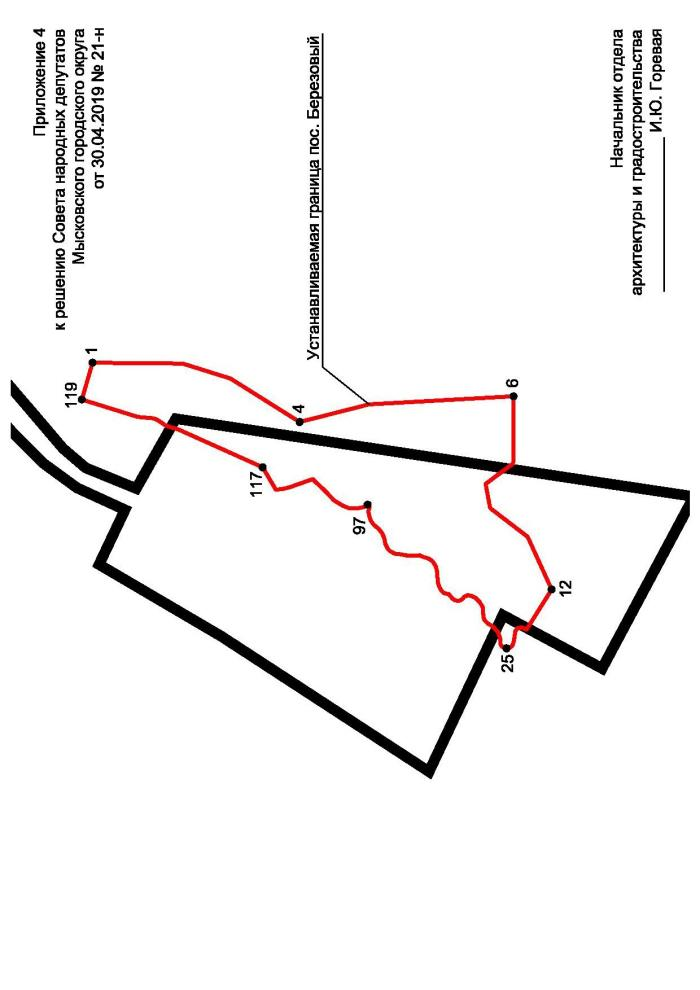 Приложение 4
к решению Совета народных депутатов
Мысковского городского округа
от 30.04.2019 № 21-н
Устанавливаемая граница пос. Березовый
119
1
4
6
117
97
12
25
Начальник отдела
архитектуры и градостроительства
И.Ю. Горевая